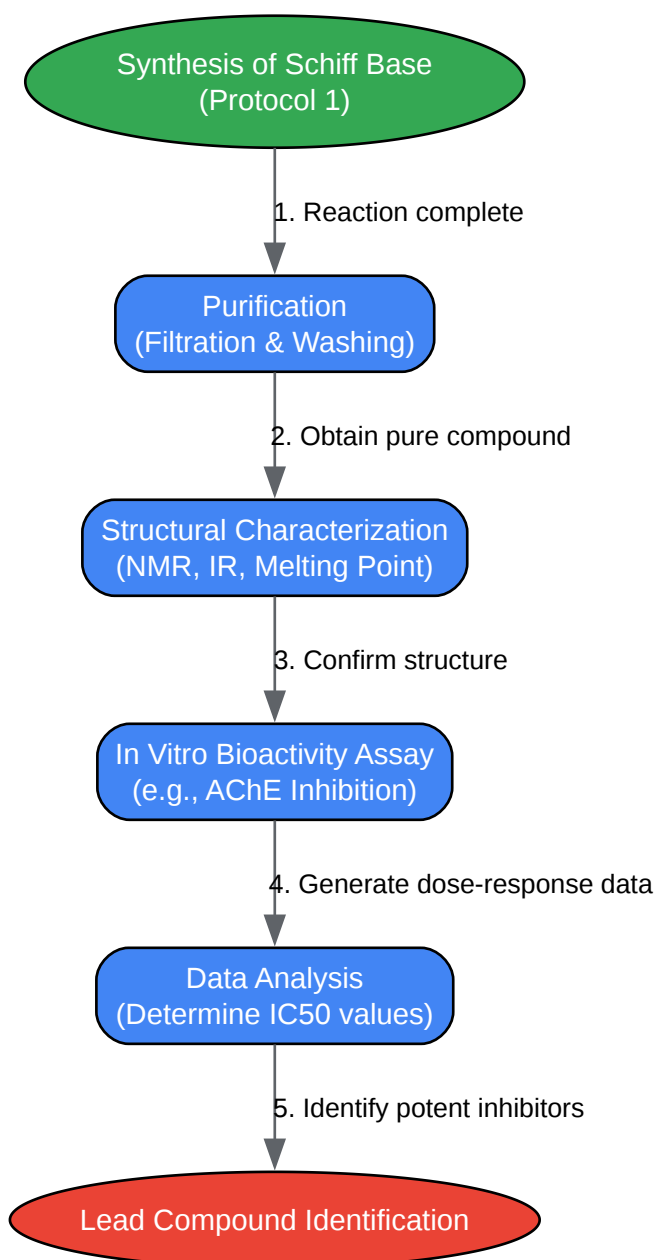 Synthesis of Schiff Base
(Protocol 1)
1. Reaction complete
Purification
(Filtration & Washing)
2. Obtain pure compound
Structural Characterization
(NMR, IR, Melting Point)
3. Confirm structure
In Vitro Bioactivity Assay
(e.g., AChE Inhibition)
4. Generate dose-response data
Data Analysis
(Determine IC50 values)
5. Identify potent inhibitors
Lead Compound Identification